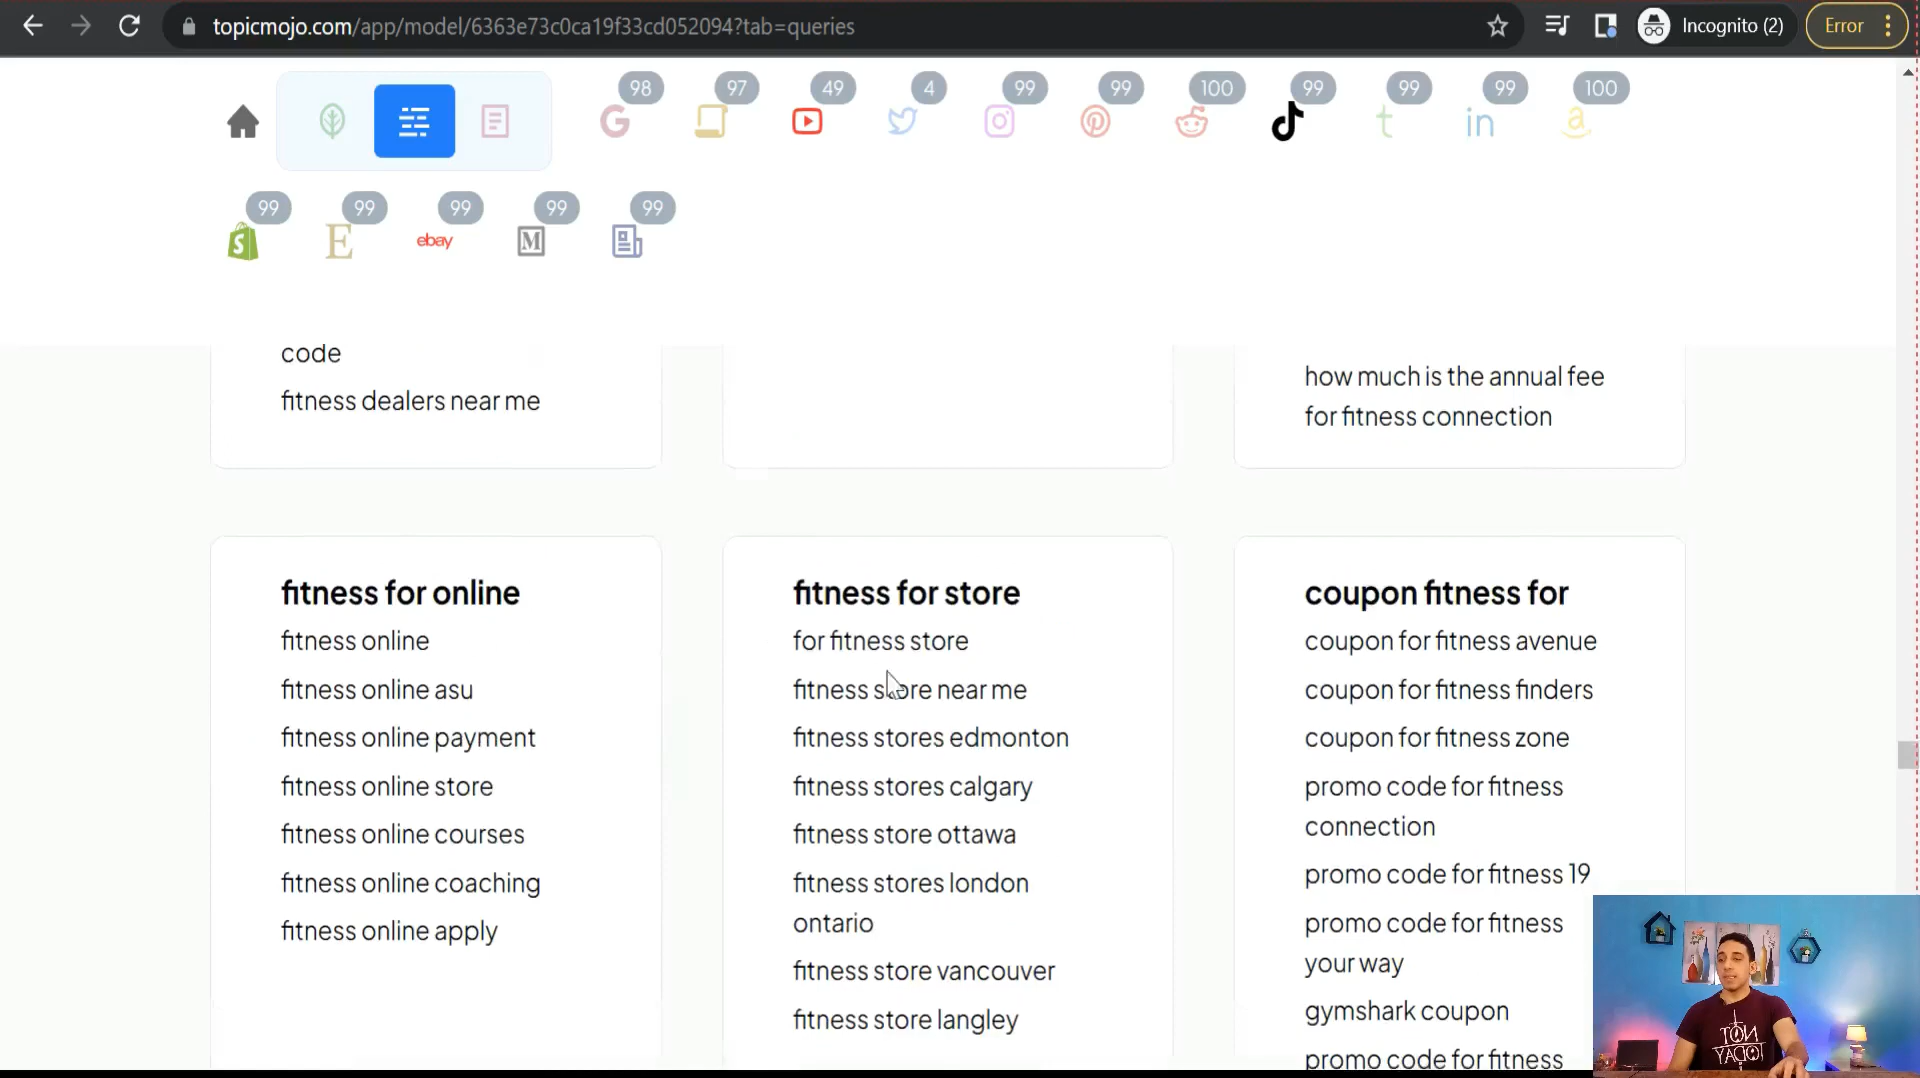 topicmojo.com/app/model/6363e73c0ca19f33cd052094?tab=queries
Incognito (2)
Error
98
97
49
4
99
99
100
99
99
99
100
G
t
in
a
99
99
99
99
99
S
E
ebay
M
code
fitness dealers near me
how much is the annual fee
for fitness connection
fitness for online
fitness online
fitness online asu
fitness online payment
fitness online store
fitness online courses
fitness online coaching
fitness online apply
fitness for store
for fitness store
fitness store near me
fitness stores edmonton
fitness stores calgary
fitness store ottawa
fitness stores london
ontario
fitness store vancouver
fitness store langley
coupon fitness for
coupon for fitness avenue
coupon for fitness finders
coupon for fitness zone
promo code for fitness
connection
promo code for fitness 19
promo code for fitness
your way
gymshark coupon
promo code for fitness
NOT
TODAY